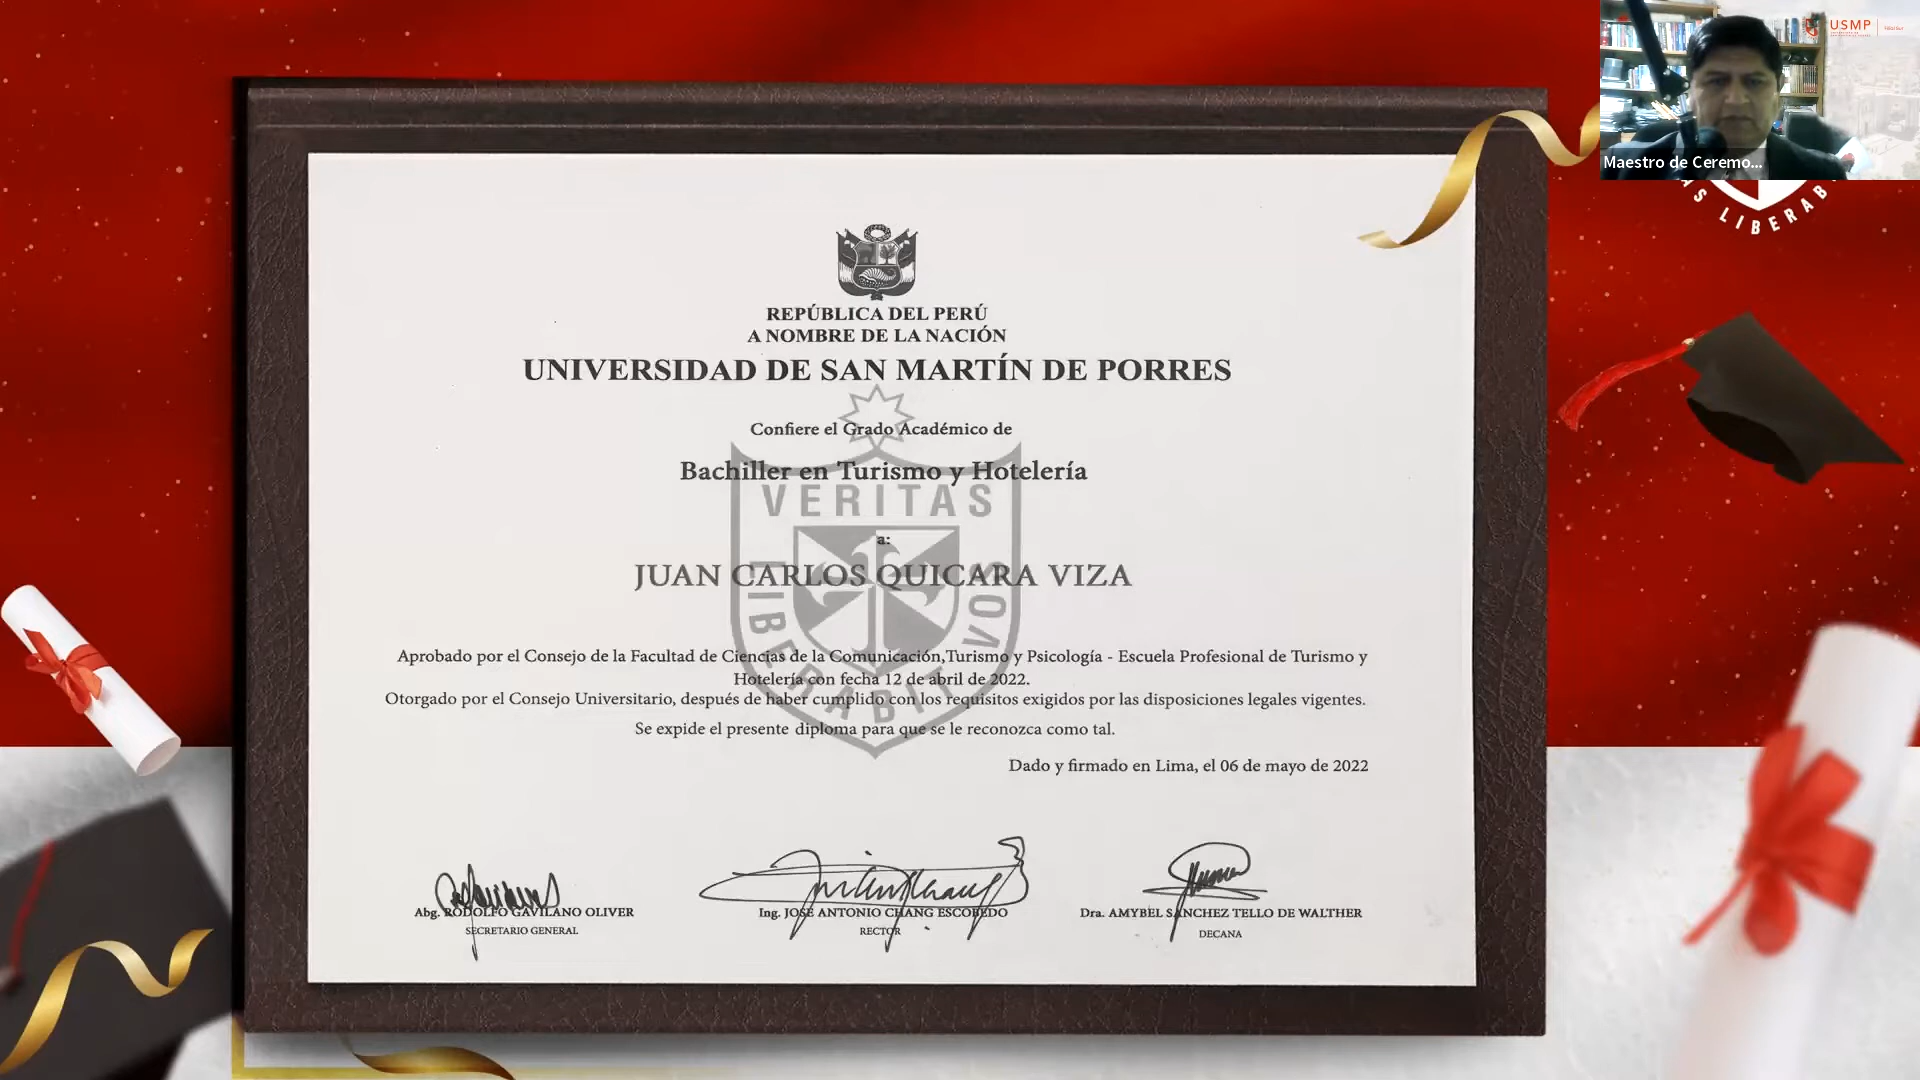 USMP
Maestro de Ceremo...
AS LIBERAB
REPÚBLICA DEL PERÚ
A NOMBRE DE LA NACIÓN
UNIVERSIDAD DE SAN MARTÍN DE PORRES
Confiere el Grado Académico de
Bachiller en Turismo y Hotelería
VERITAS
a:
JUAN CARLOS QUICARA VIZA
LIBERABIT VOS
Aprobado por el Consejo de la Facultad de Ciencias de la Comunicación,Turismo y Psicología - Escuela Profesional de Turismo y
Hotelería con fecha 12 de abril de 2022.
Otorgado por el Consejo Universitario, después de haber cumplido con los requisitos exigidos por las disposiciones legales vigentes.
Se expide el presente diploma para que se le reconozca como tal.
Dado y firmado en Lima, el 06 de mayo de 2022
Abg. RODOLFO GAVILANO OLIVER
SECRETARIO GENERAL
Ing. JOSÉ ANTONIO CHANG ESCOBEDO
RECTOR
Dra. AMYBEL SÁNCHEZ TELLO DE WALTHER
DECANA